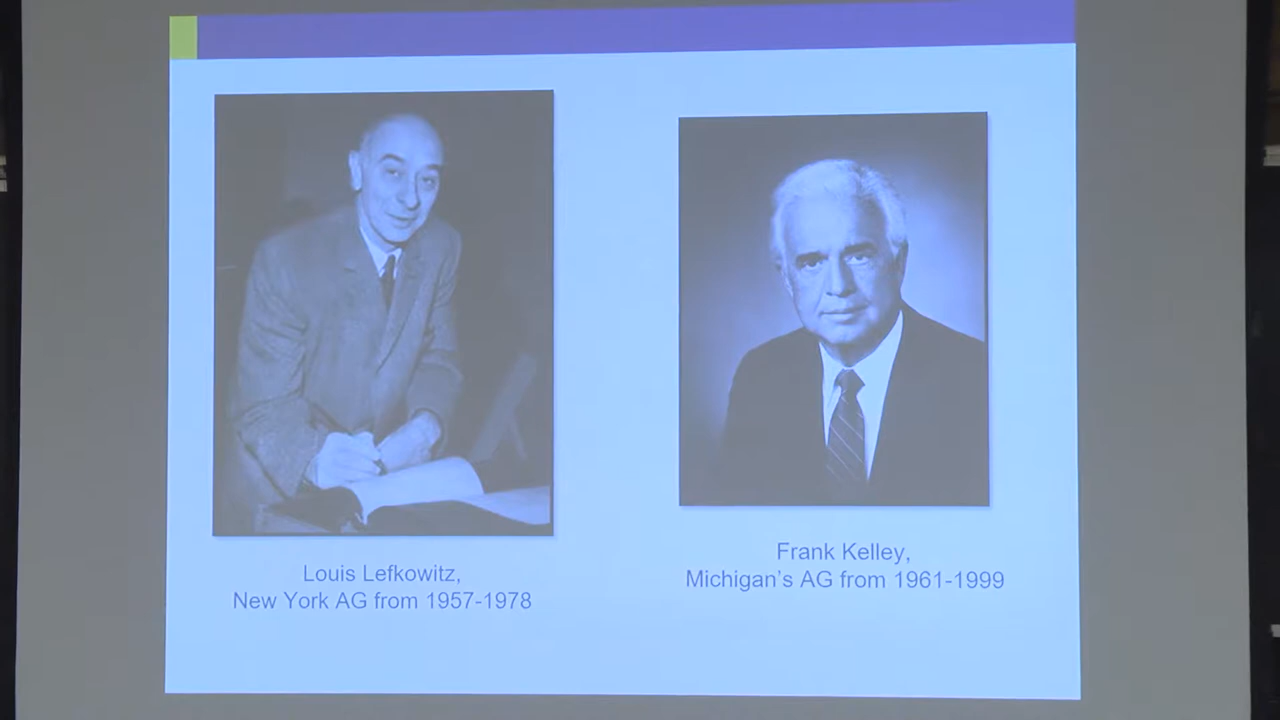 Louis Lefkowitz,
New York AG from 1957-1978
Frank Kelley,
Michigan's AG from 1961-1999